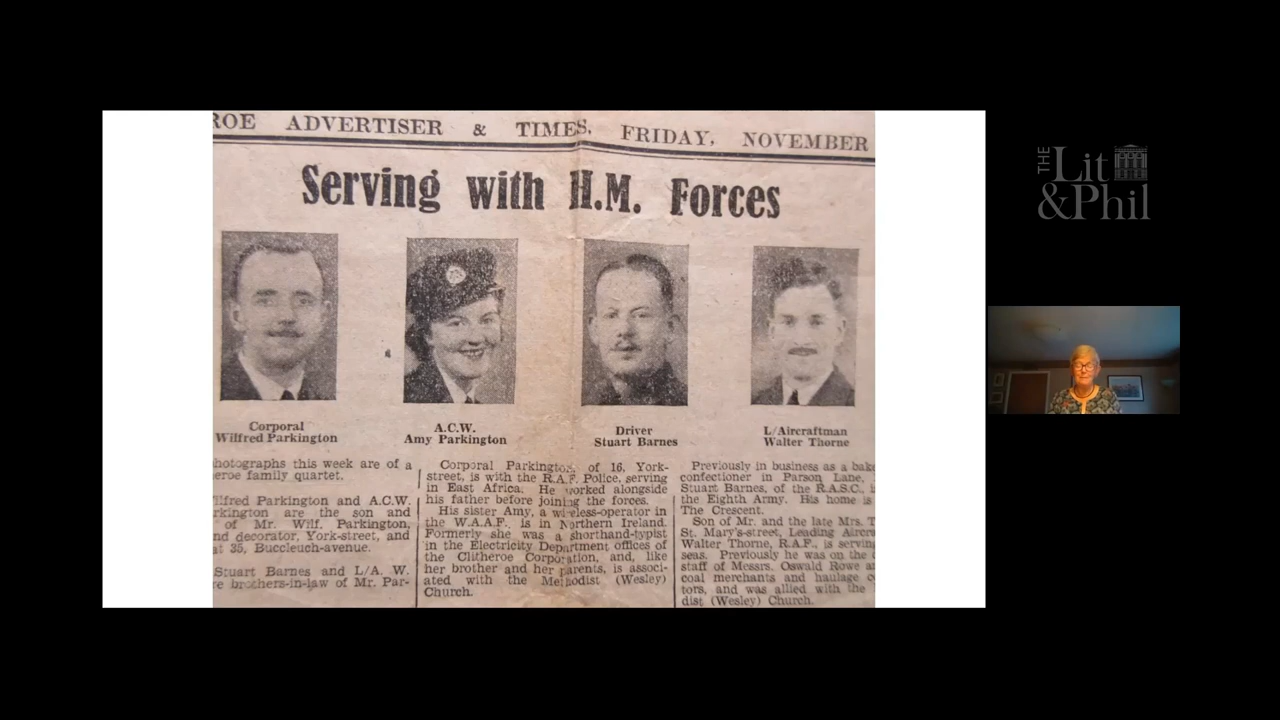 ROE ADVERTISER & TIMES, FRIDAY, NOVEMBER
Serving with H.M. Forces
Corporal
Wilfred Parkington
A.C.W.
Amy Parkington
Driver
Stuart Barnes
L/Aircraftman
Walter Thorne
hotographs this week are of a
eroe family quartet.
ilfred Parkington and A.C.W.
rkington are the son and
of Mr. Wilf. Parkington,
nd decorator, York-street, and
at 35, Buccleuch-avenue.
Stuart Barnes and L/A. W.
re brothers-in-law of Mr. Par-
Corporal Parkington, of 16, York-
street, is with the R.A.F. Police, serving
in East Africa. He worked alongside
his father before joining the forces.
His sister Amy, a wireless-operator in
the W.A.A.F., is in Northern Ireland.
Formerly she was a shorthand-typist
in the Electricity Department offices of
the Clitheroe Corporation, and, like
her brother and her parents, is associ-
ated with the Methodist (Wesley)
Church.
Previously in business as a bake
confectioner in Parson Lane,
Stuart Barnes, of the R.A.S.C., i
the Eighth Army. His home is
The Crescent.
Son of Mr. and the late Mrs. T
St. Mary's-street, Leading Aircra
Walter Thorne, R.A.F., is serving
seas. Previously he was on the
staff of Messrs. Oswald Rowe a
coal merchants and haulage c
tors, and was allied with the
dist (Wesley) Church.
THE
Lit
&Phil